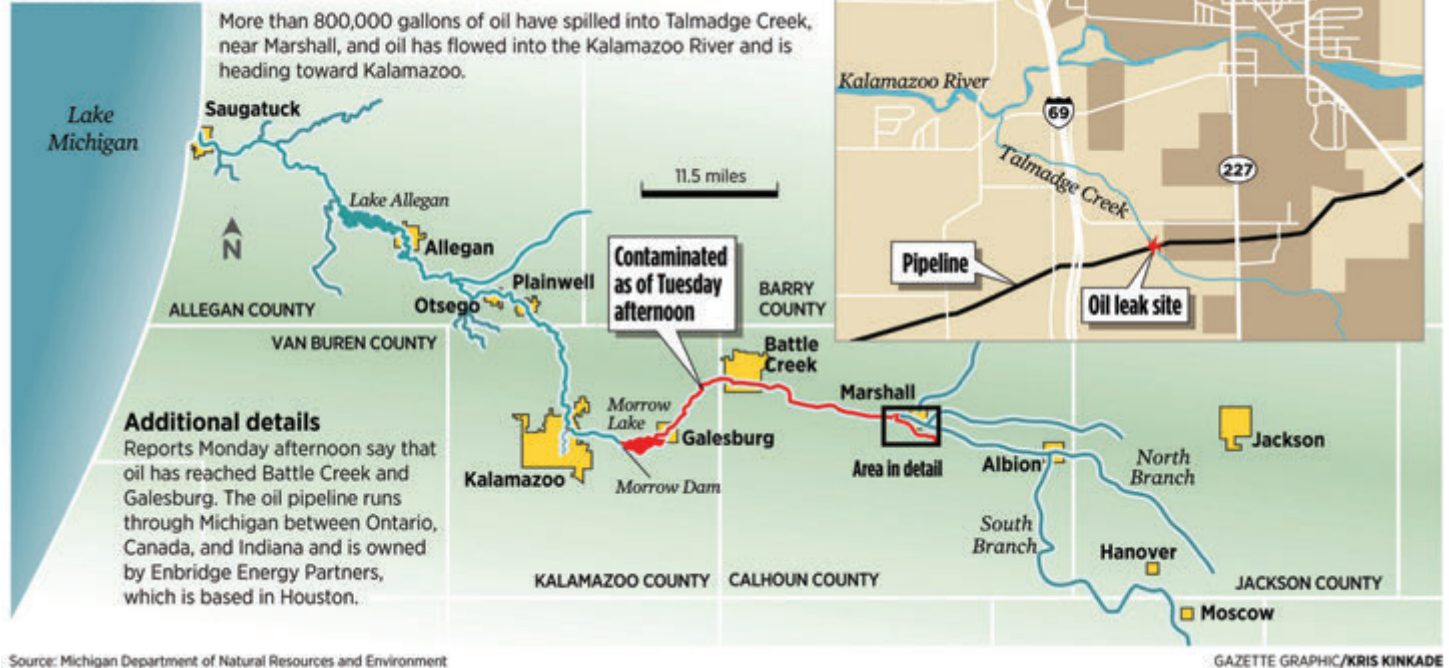 More than 800,000 gallons of oil have spilled into Talmadge Creek,
near Marshall, and oil has flowed into the Kalamazoo River and is
heading toward Kalamazoo.
Lake
Michigan
Saugatuck
N
Lake Allegan
Allegan
11.5 miles
Otsego
Plainwell
ALLEGAN COUNTY
VAN BUREN COUNTY
BARRY
COUNTY
Contaminated
as of Tuesday
afternoon
Kalamazoo River
69
Talmadge Creek
227
Pipeline
Oil leak site
Battle
Creek
Marshall
Morrow
Lake
Galesburg
Kalamazoo
Morrow Dam
Area in detail
Albion
North
Branch
Jackson
South
Branch
Hanover
Moscow
KALAMAZOO COUNTY
CALHOUN COUNTY
JACKSON COUNTY
Additional details
Reports Monday afternoon say that
oil has reached Battle Creek and
Galesburg. The oil pipeline runs
through Michigan between Ontario,
Canada, and Indiana and is owned
by Enbridge Energy Partners,
which is based in Houston.
Source: Michigan Department of Natural Resources and Environment
GAZETTE GRAPHIC/KRIS KINKADE